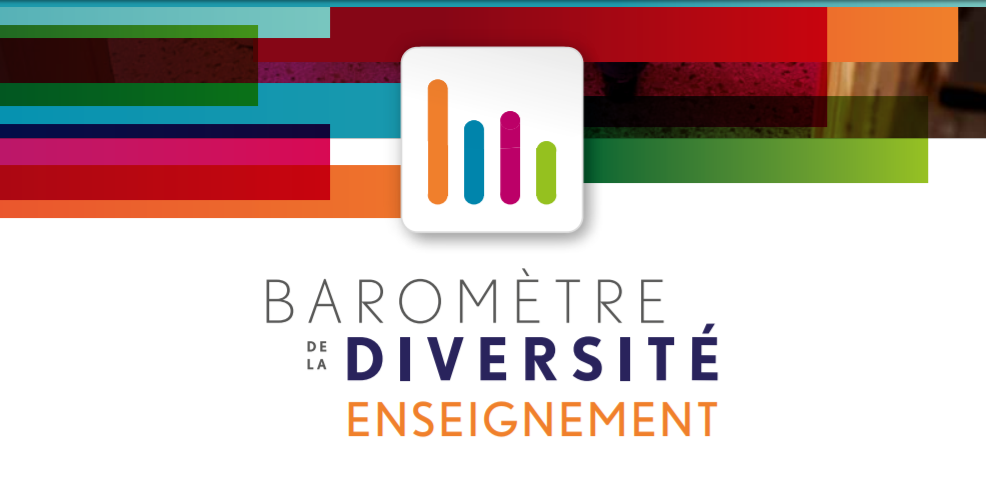 BAROMÈTRE
DE LA DIVERSITÉ
ENSEIGNEMENT